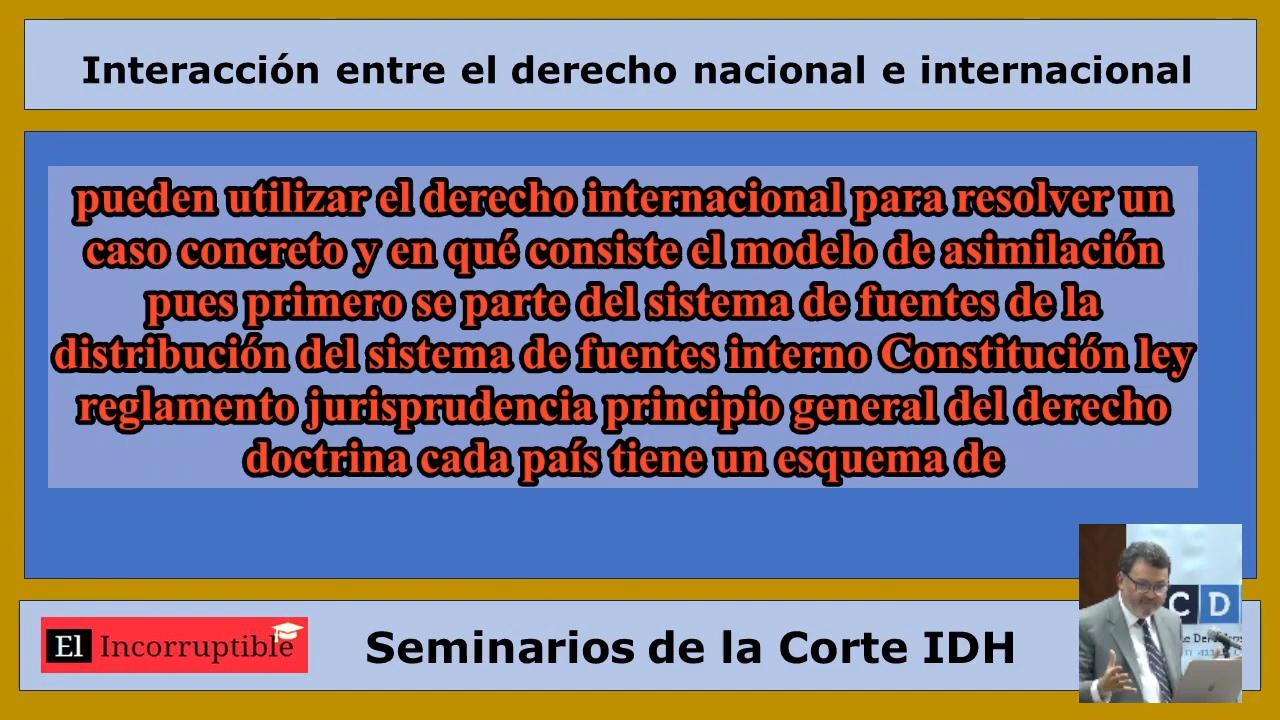 Interacción entre el derecho nacional e internacional
pueden utilizar el derecho internacional para resolver un
caso concreto y en qué consiste el modelo de asimilación
pues primero se parte del sistema de fuentes de la
distribución del sistema de fuentes interno Constitución ley
reglamento jurisprudencia principio general del derecho
doctrina cada país tiene un esquema de
C D
El Incorruptible
Seminarios de la Corte IDH